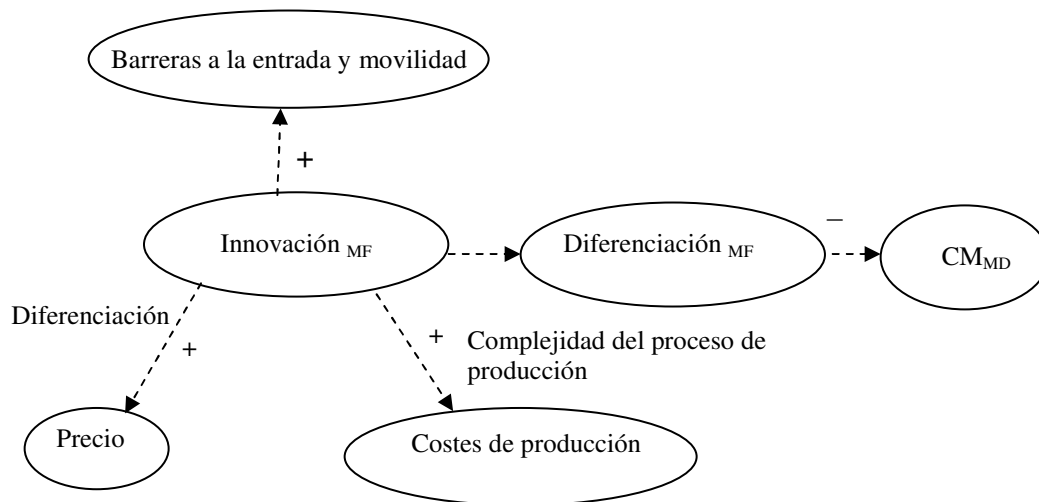 Barreras a la entrada y movilidad
+
Innovación MF
Diferenciación MF
–
CMMD
Diferenciación
+
+
Complejidad del proceso de
producción
Precio
Costes de producción